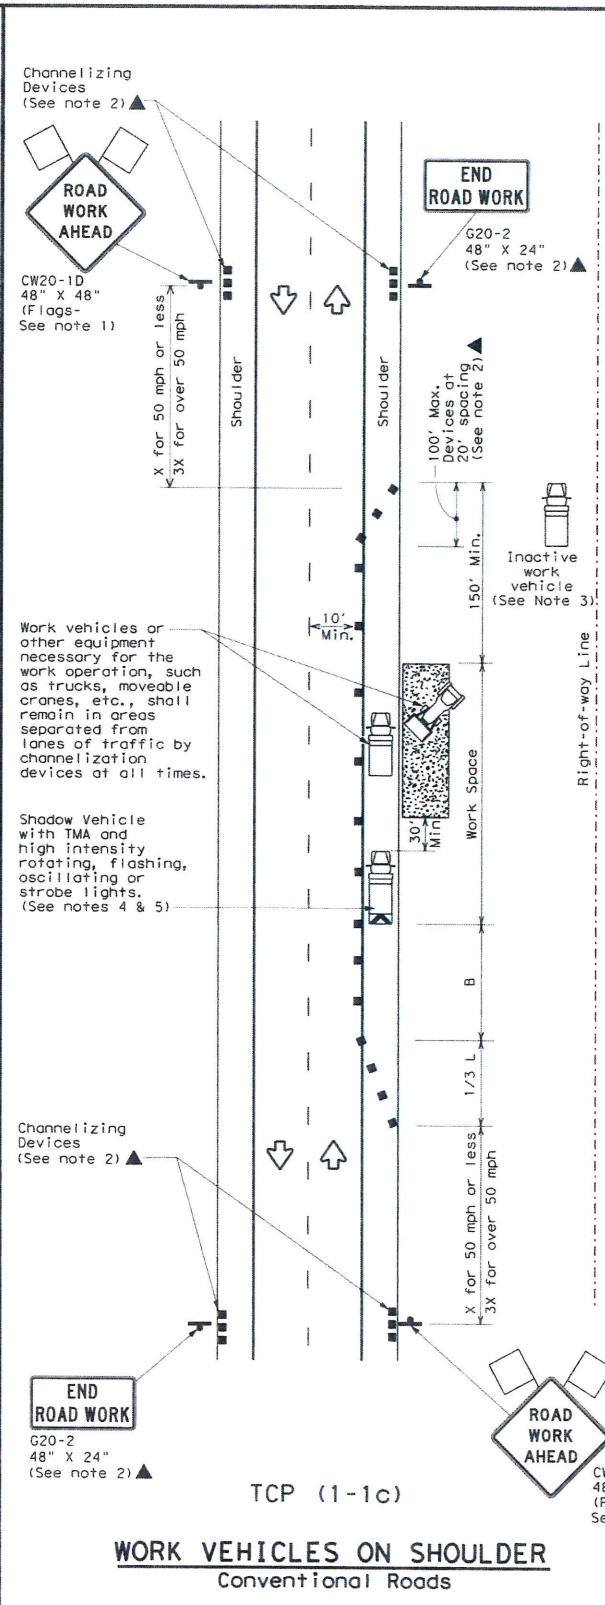 Channelizing
Devices
(See note 2) ▲
ROAD
WORK
AHEAD
CW20-1D
48" X 48"
(Flags-
See note 1)
END
ROAD WORK
G20-2
48" X 24"
(See note 2) ▲
X for 50 mph or less
3X for over 50 mph
Shoulder
Shoulder
100' Max.
Devices at
20' spacing
(See note 2) ▲
150' Min.
Inactive
work
vehicle
(See Note 3)
10'
Min.
Right-of-way Line
Work vehicles or
other equipment
necessary for the
work operation, such
as trucks, moveable
cranes, etc., shall
remain in areas
separated from
lanes of traffic by
channelization
devices at all times.
Work Space
30'
Min.
Shadow Vehicle
with TMA and
high intensity
rotating, flashing,
oscillating or
strobe lights.
(See notes 4 & 5)
B
1/3 L
Channelizing
Devices
(See note 2) ▲
X for 50 mph or less
3X for over 50 mph
END
ROAD WORK
G20-2
48" X 24"
(See note 2) ▲
ROAD
WORK
AHEAD
TCP (1-1c)
WORK VEHICLES ON SHOULDER
Conventional Roads